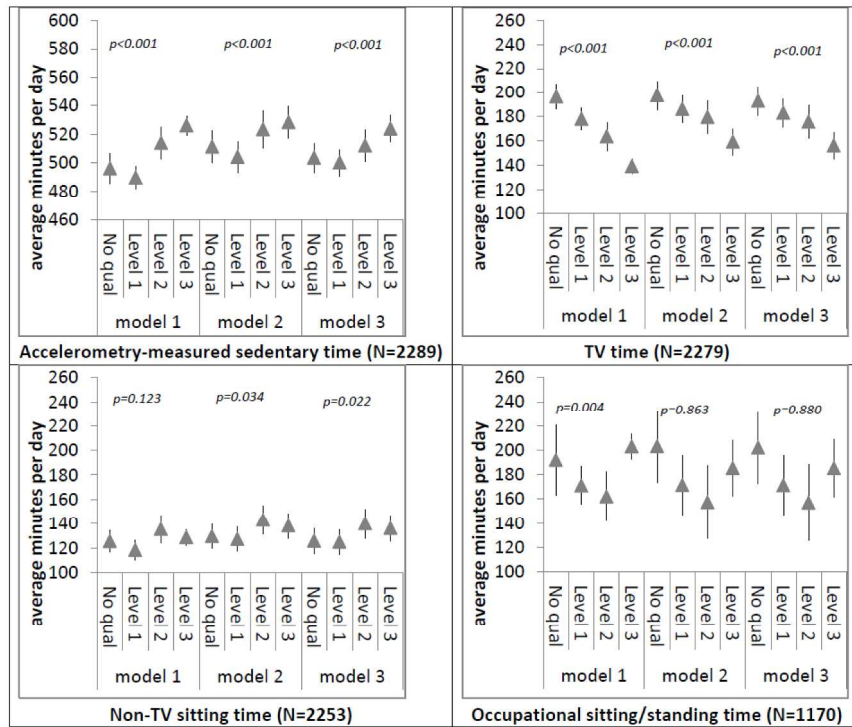 average minutes per day
600
580
560
540
520
500
480
460
p<0.001
p<0.001
p<0.001
No qual
Level 1
Level 2
Level 3
No qual
Level 1
Level 2
Level 3
No qual
Level 1
Level 2
Level 3
model 1
model 2
model 3
Accelerometry-measured sedentary time (N=2289)
average minutes per day
260
240
220
200
180
160
140
120
100
p<0.001
p<0.001
p<0.001
No qual
Level 1
Level 2
Level 3
No qual
Level 1
Level 2
Level 3
No qual
Level 1
Level 2
Level 3
model 1
model 2
model 3
TV time (N=2279)
average minutes per day
260
240
220
200
180
160
140
120
100
p=0.123
p=0.034
p=0.022
No qual
Level 1
Level 2
Level 3
No qual
Level 1
Level 2
Level 3
No qual
Level 1
Level 2
Level 3
model 1
model 2
model 3
Non-TV sitting time (N=2253)
average minutes per day
260
240
220
200
180
160
140
120
100
p=0.004
p=0.863
p=0.880
No qual
Level 1
Level 2
Level 3
No qual
Level 1
Level 2
Level 3
No qual
Level 1
Level 2
Level 3
model 1
model 2
model 3
Occupational sitting/standing time (N=1170)